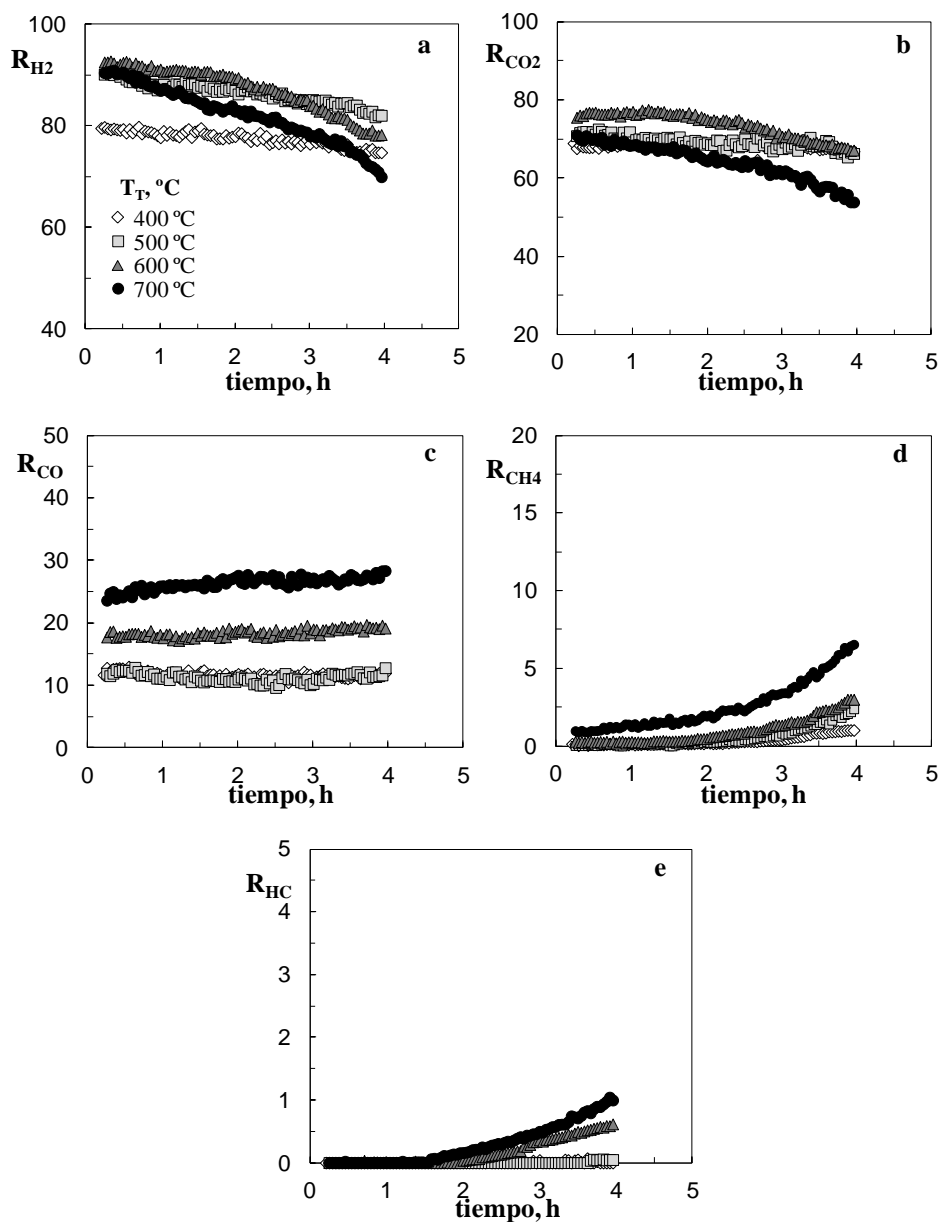 100
80
60
40
R_H2
a
T_T, ºC
400 ºC
500 ºC
600 ºC
700 ºC
0 1 2 3 4 5
tiempo, h
100
80
60
40
20
R_CO2
b
0 1 2 3 4 5
tiempo, h
50
40
30
20
10
0
R_CO
c
0 1 2 3 4 5
tiempo, h
20
15
10
5
0
R_CH4
d
0 1 2 3 4 5
tiempo, h
5
4
3
2
1
0
R_HC
e
0 1 2 3 4 5
tiempo, h